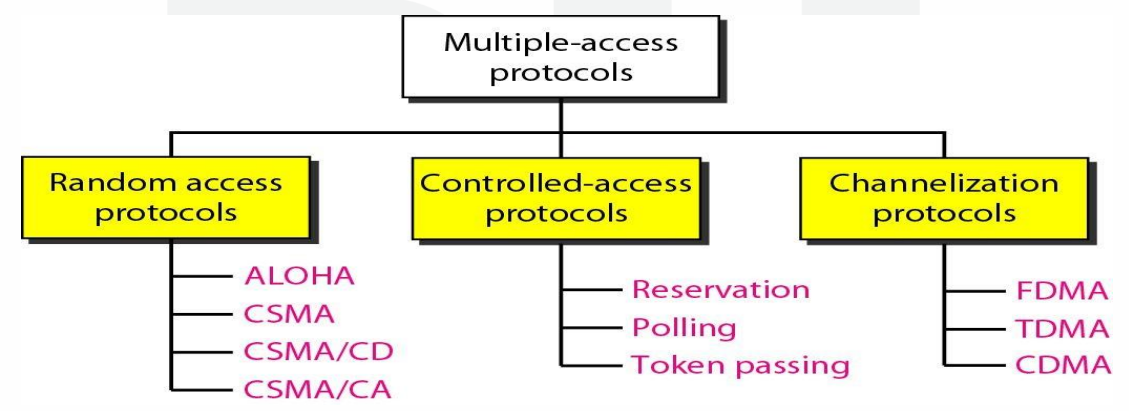 Multiple-access
protocols
Random access
protocols
Controlled-access
protocols
Channelization
protocols
ALOHA
CSMA
CSMA/CD
CSMA/CA
Reservation
Polling
Token passing
FDMA
TDMA
CDMA